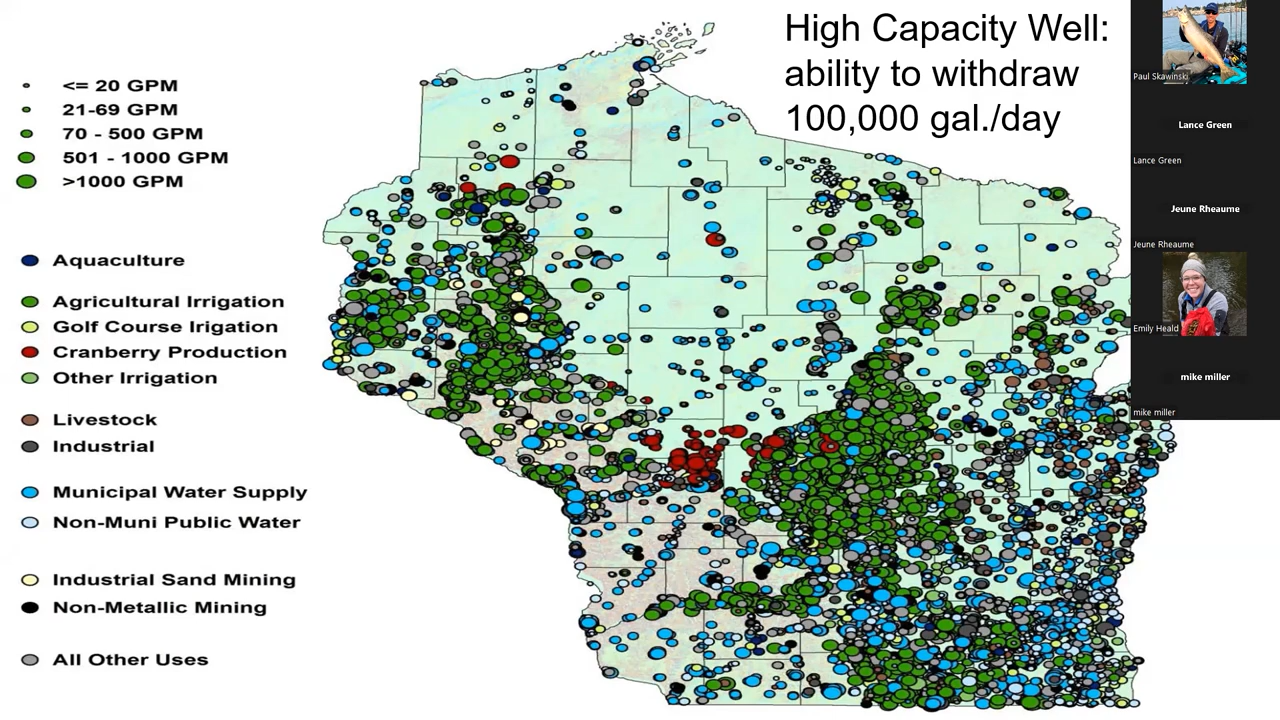 High Capacity Well:
ability to withdraw
100,000 gal./day
<= 20 GPM
21-69 GPM
70 - 500 GPM
501 - 1000 GPM
>1000 GPM
Aquaculture
Agricultural Irrigation
Golf Course Irigation
Cranberry Production
Other Irrigation
Livestock
Industrial
Municipal Water Supply
Non-Muni Public Water
Industrial Sand Mining
Non-Metallic Mining
All Other Uses
Paul Skawinski
Lance Green
Lance Green
Jeune Rheaume
Jeune Rheaume
Emily Heald
mike miller
mike miller